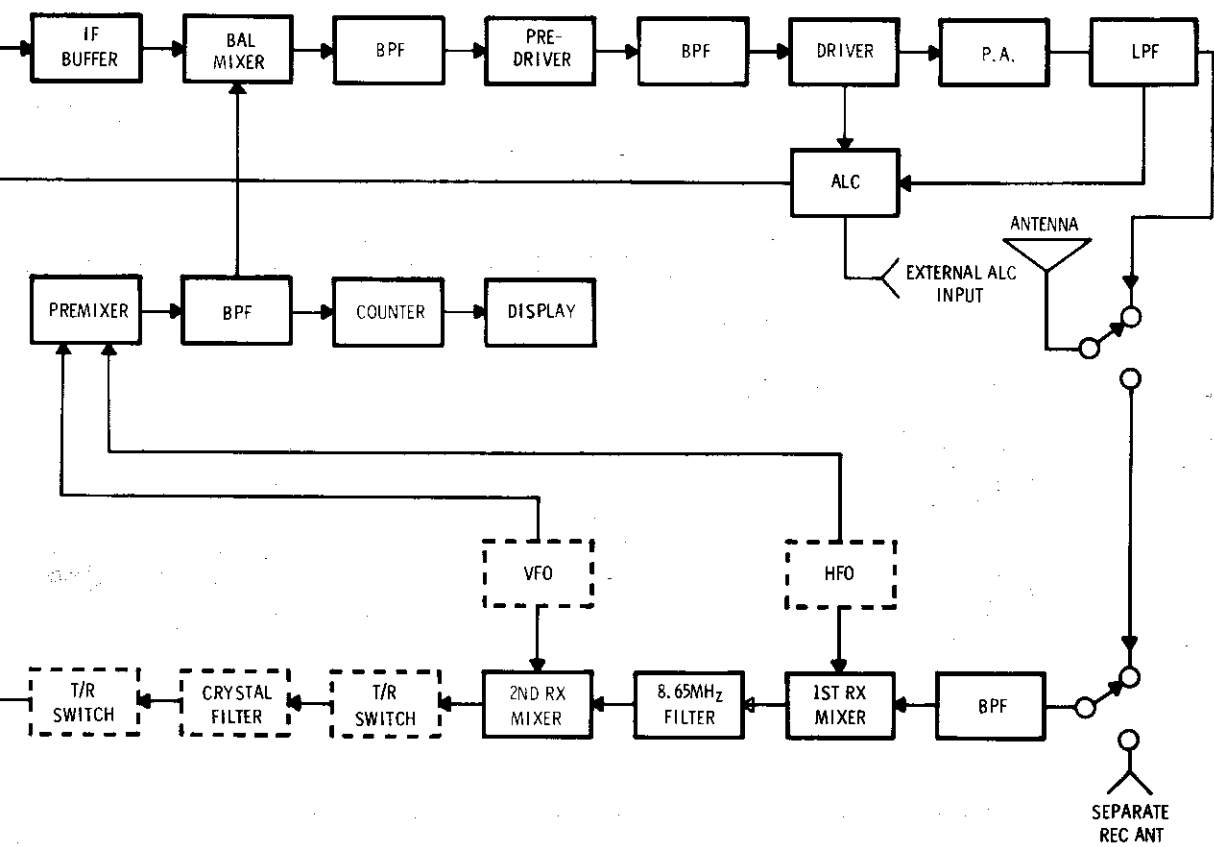 IF
BUFFER
BAL
MIXER
BPF
PRE-
DRIVER
BPF
DRIVER
P.A.
LPF
ALC
ANTENNA
EXTERNAL ALC
INPUT
PREMIXER
BPF
COUNTER
DISPLAY
VFO
HFO
T/R
SWITCH
CRYSTAL
FILTER
T/R
SWITCH
2ND RX
MIXER
8.65MHz
FILTER
1ST RX
MIXER
BPF
SEPARATE
REC ANT